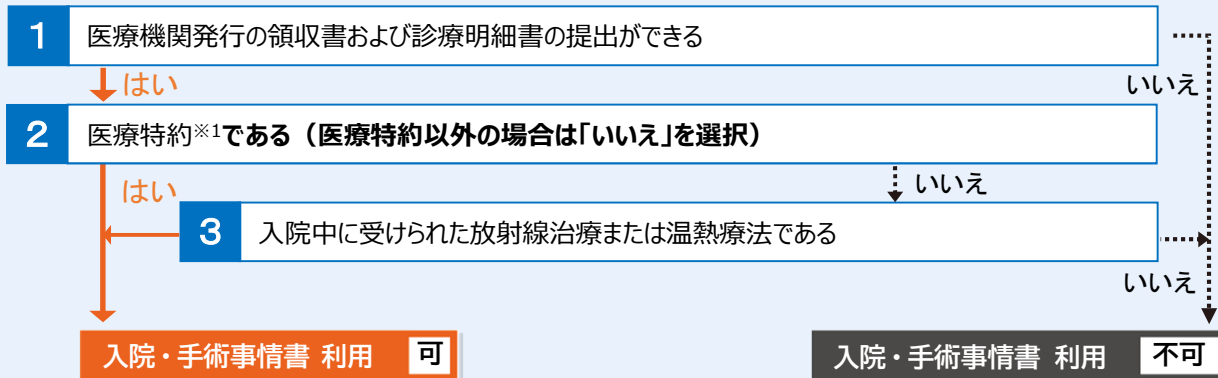 1 医療機関発行の領収書および診療明細書の提出ができる
はい
いいえ
2 医療特約※1である（医療特約以外の場合は「いいえ」を選択）
はい
いいえ
3 入院中に受けられた放射線治療または温熱療法である
いいえ
入院・手術事情書 利用 可
入院・手術事情書 利用 不可